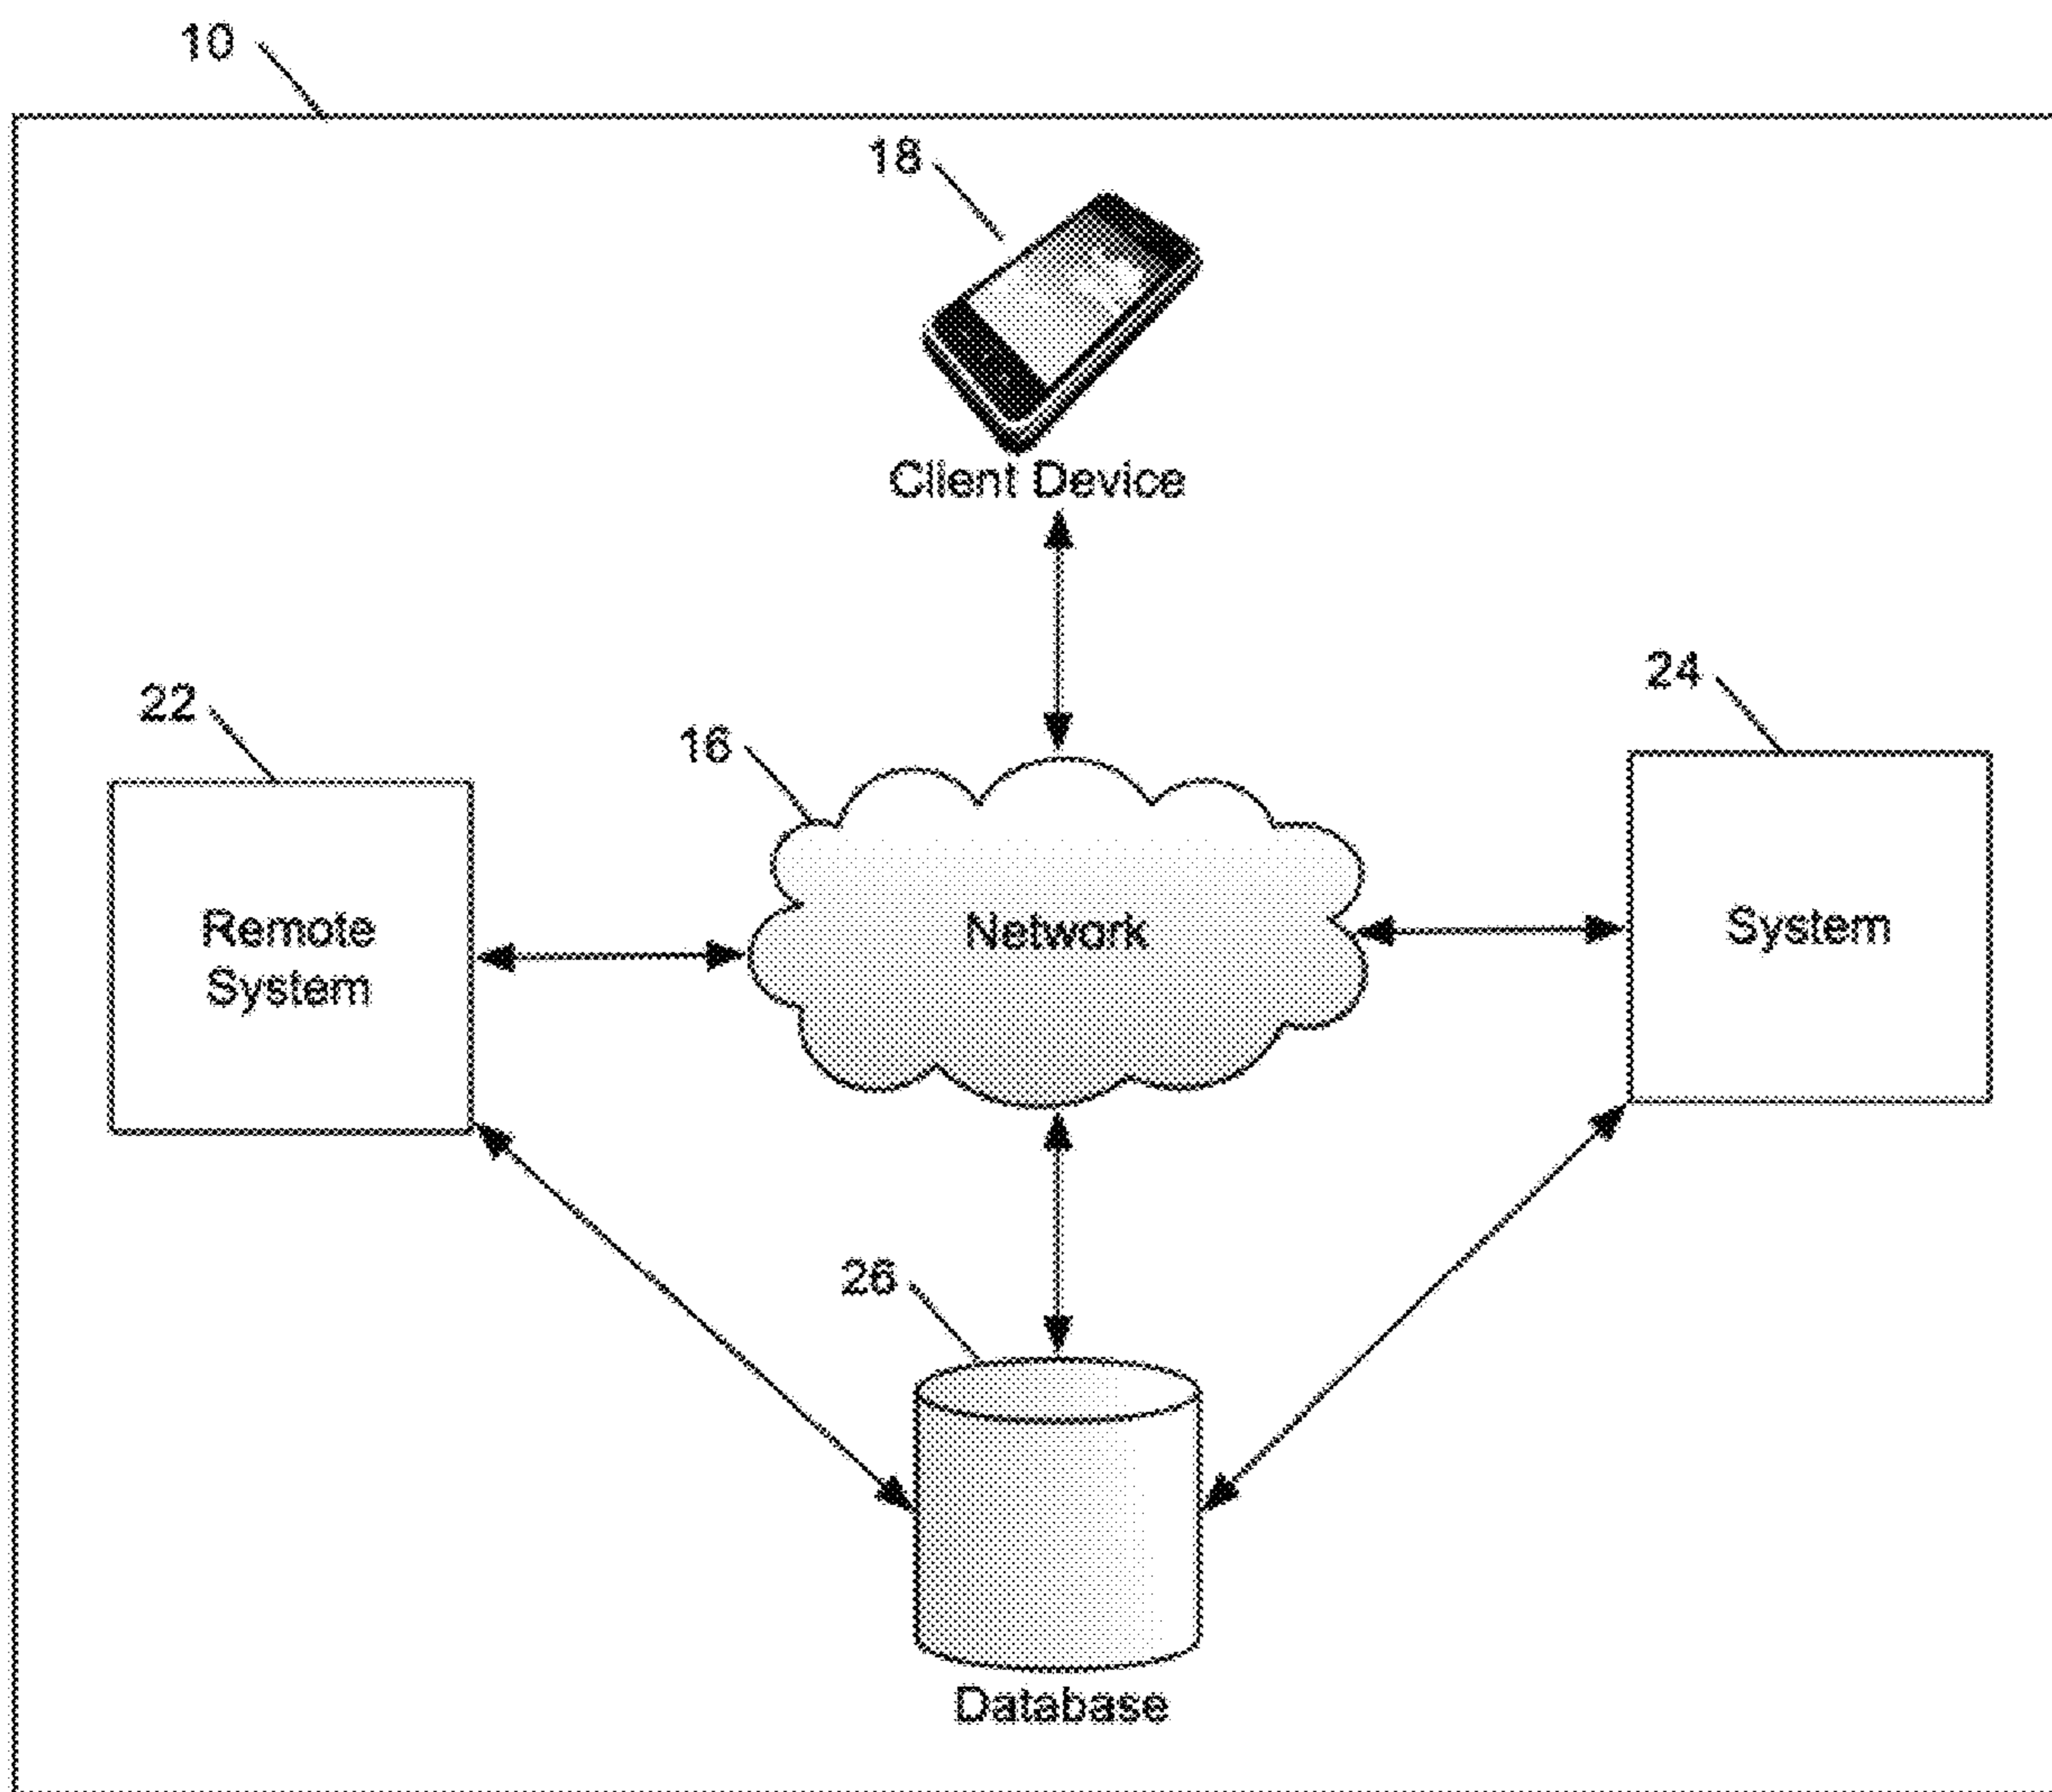 10
18
Client Device
22
24
16
Remote
System
Network
System
26
Database